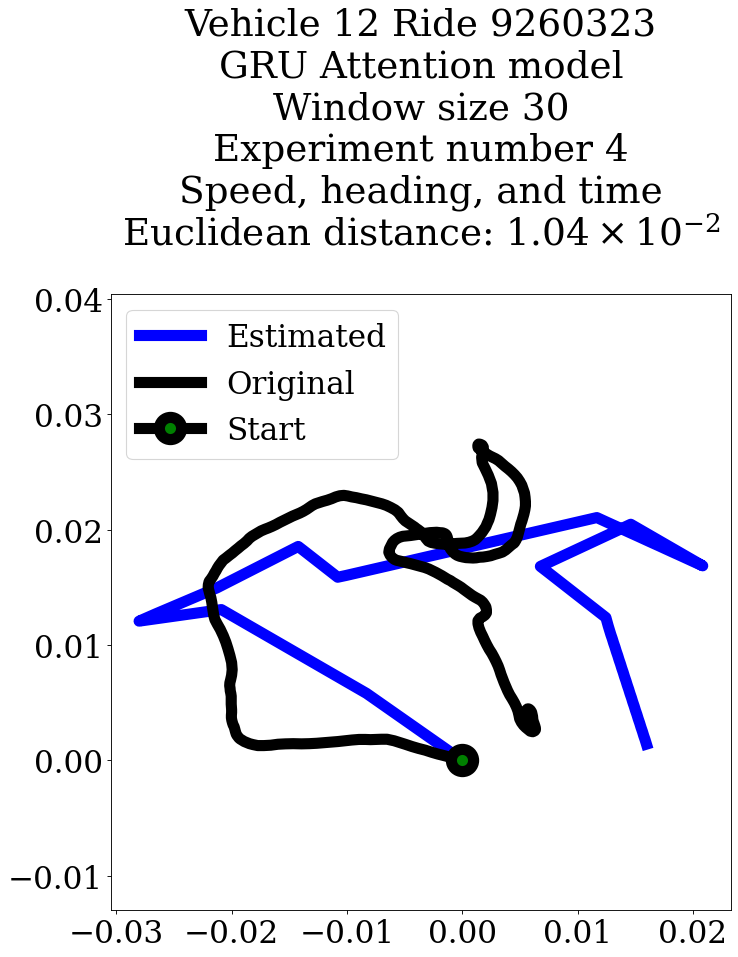 Vehicle 12 Ride 9260323
GRU Attention model
Window size 30
Experiment number 4
Speed, heading, and time
Euclidean distance: 1.04 × 10⁻²
0.04
Estimated
Original
Start
0.03
0.02
0.01
0.00
−0.01
−0.03 −0.02 −0.01 0.00 0.01 0.02